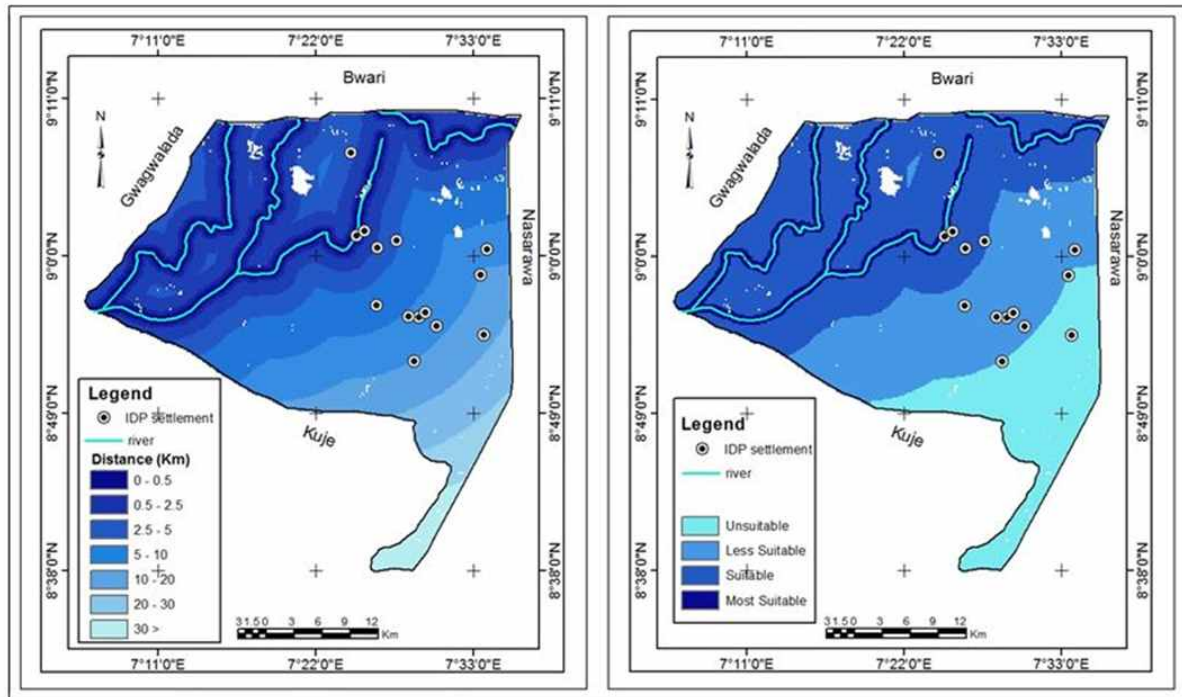 7°11'0"E 7°22'0"E 7°33'0"E
Bwari
9°11'0"N 9°11'0"N
N
Gwagwalada
Nasarawa
9°0'0"N 9°0'0"N
8°49'0"N 8°49'0"N
Kuje
Legend
IDP settlement
river
Distance (Km)
0 - 0.5
0.5 - 2.5
2.5 - 5
5 - 10
10 - 20
20 - 30
30 >
8°38'0"N 8°38'0"N
3 1.5 0 3 6 9 12
Km
7°11'0"E 7°22'0"E 7°33'0"E
7°11'0"E 7°22'0"E 7°33'0"E
Bwari
9°11'0"N 9°11'0"N
N
Gwagwalada
Nasarawa
9°0'0"N 9°0'0"N
8°49'0"N 8°49'0"N
Kuje
Legend
IDP settlement
river
Unsuitable
Less Suitable
Suitable
Most Suitable
8°38'0"N 8°38'0"N
3 1.5 0 3 6 9 12
Km
7°11'0"E 7°22'0"E 7°33'0"E